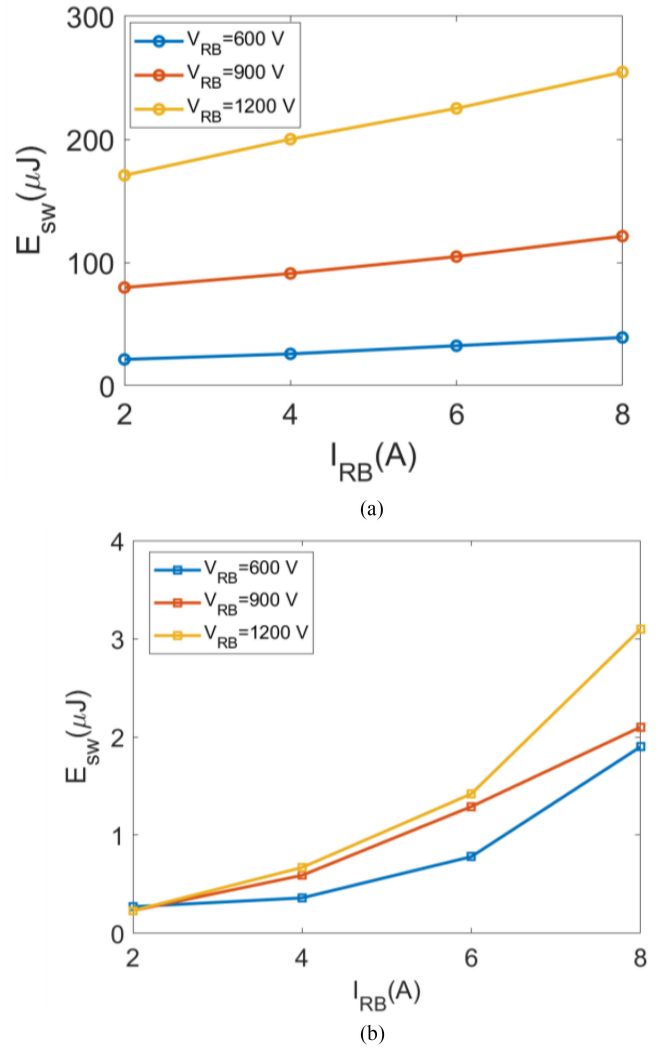 300
V_RB=600 V
V_RB=900 V
V_RB=1200 V
200
E_sw(μJ)
100
0
2 4 6 8
I_RB(A)
(a)
4
V_RB=600 V
V_RB=900 V
V_RB=1200 V
3
E_sw(μJ)
2
1
0
2 4 6 8
I_RB(A)
(b)